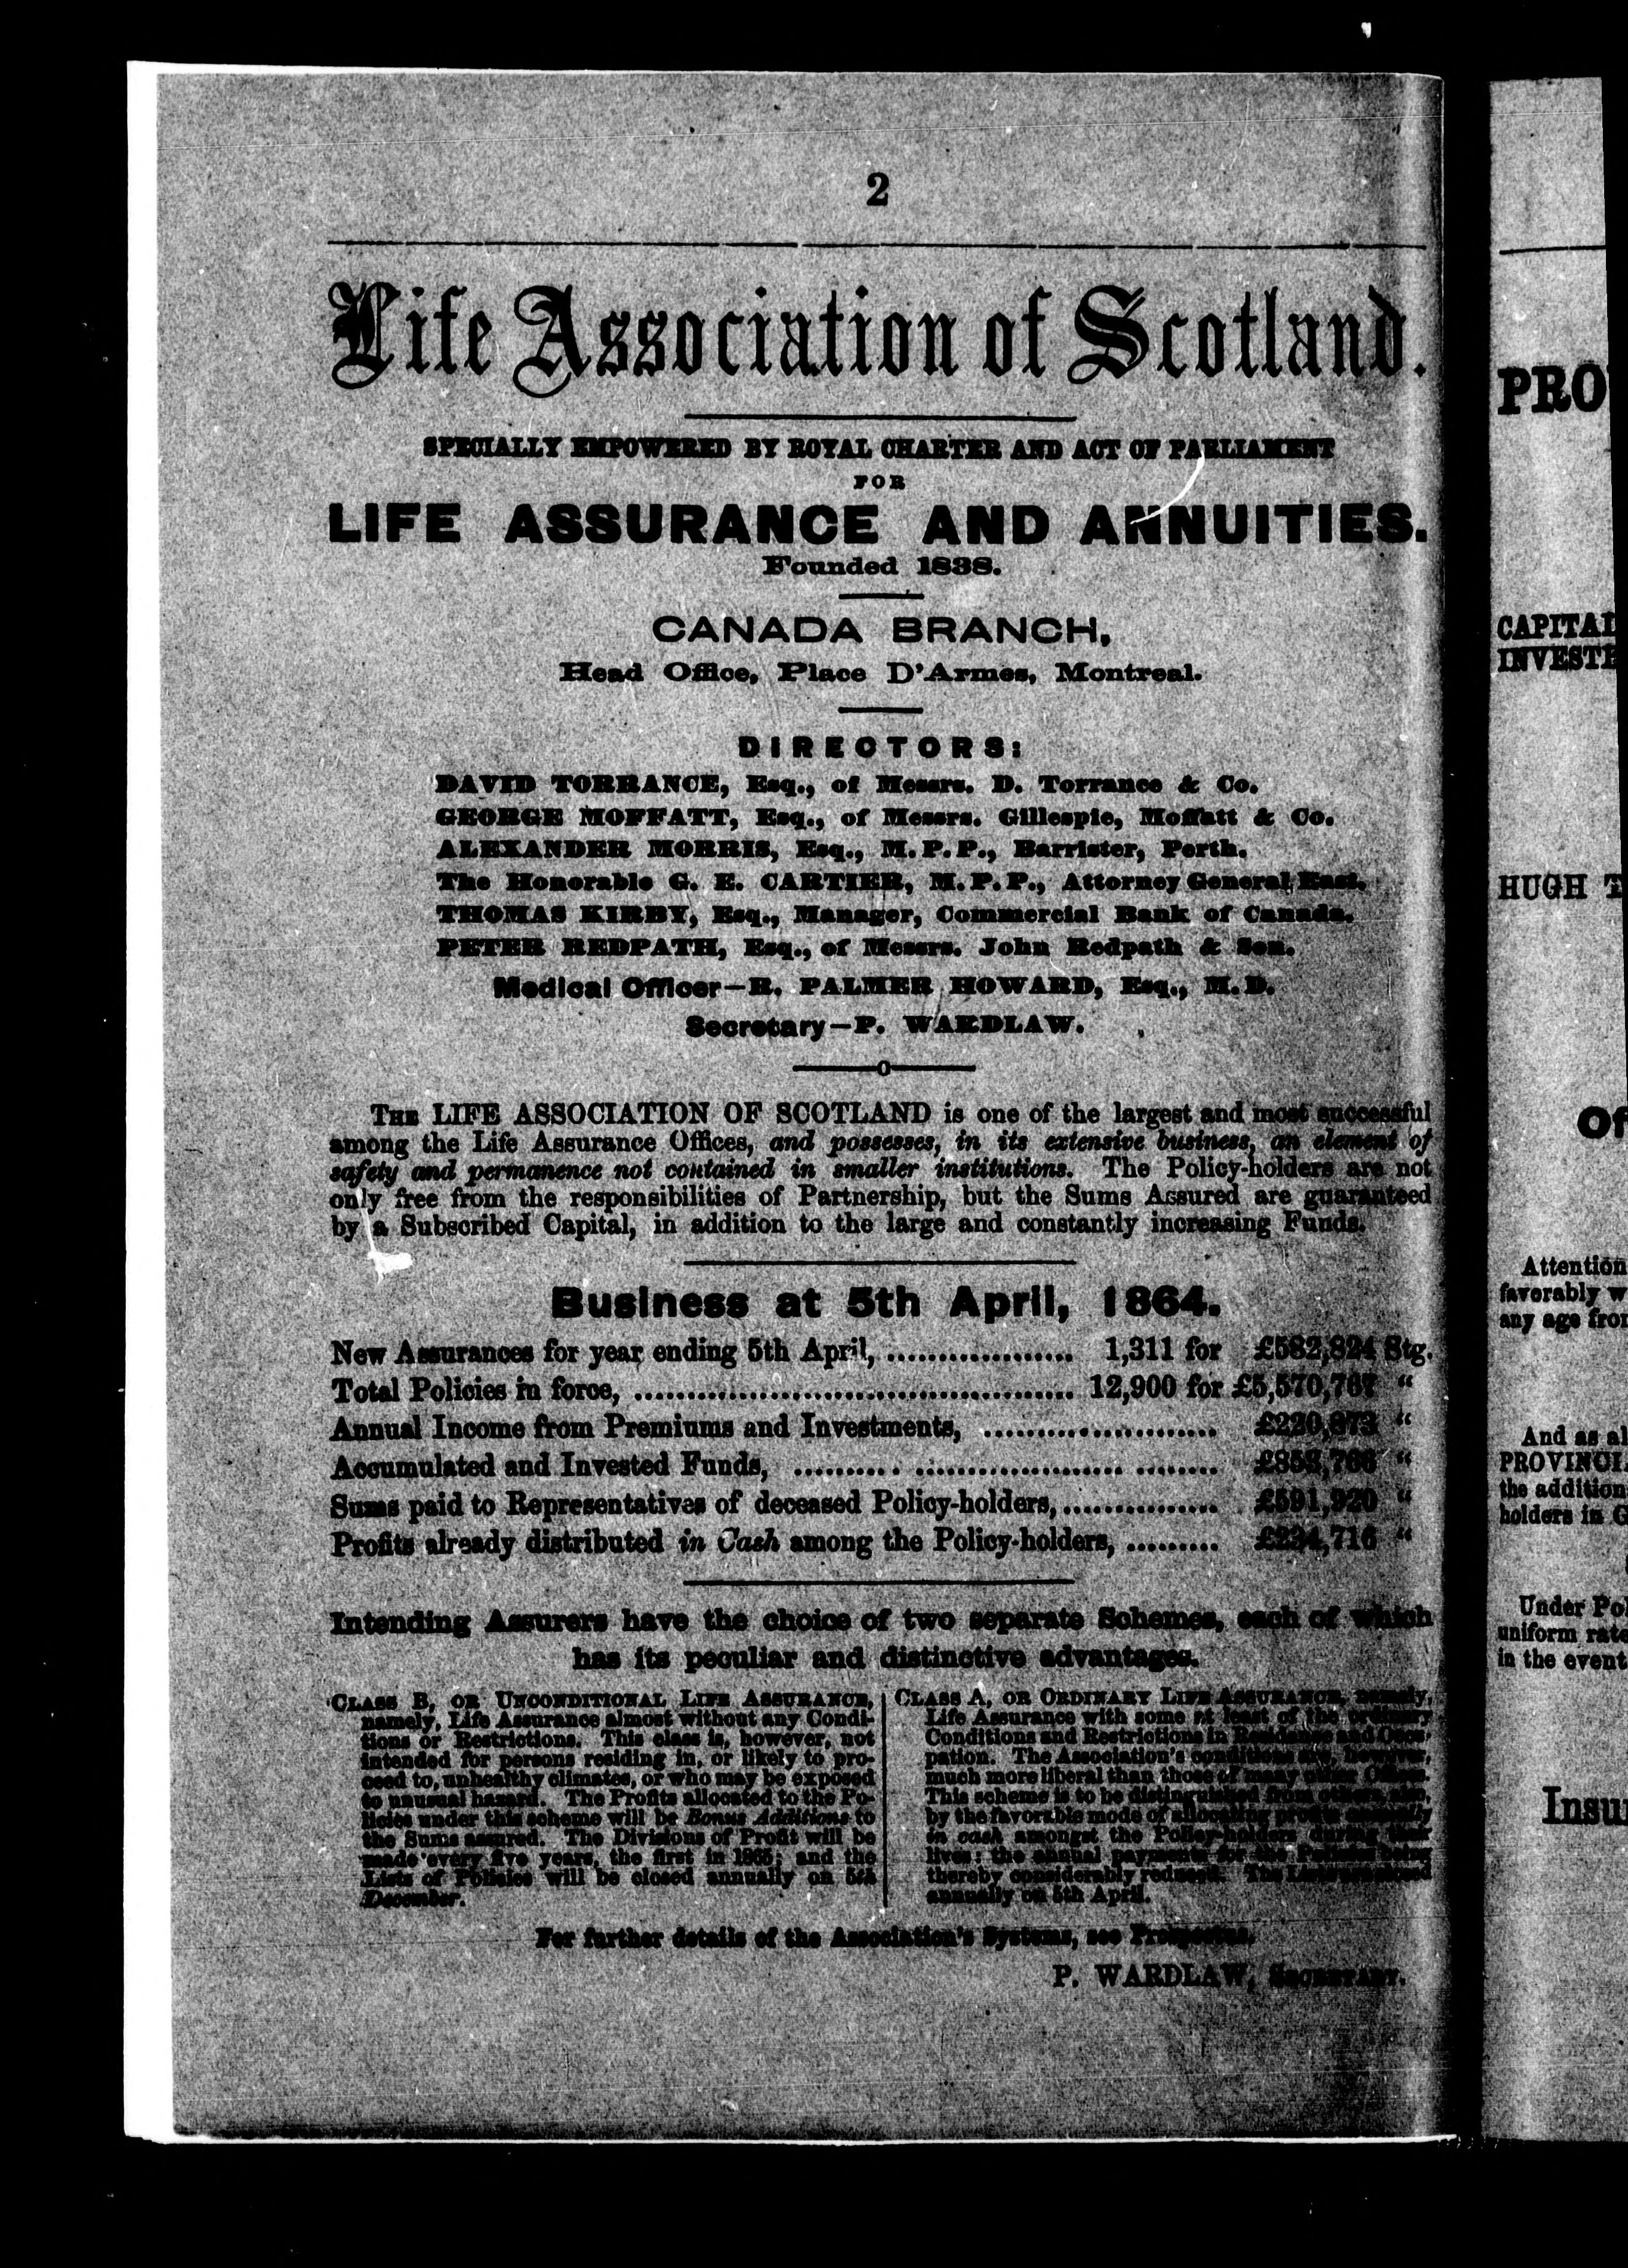 2
Life Association of Scotland.
SPECIALLY EMPOWERED BY ROYAL CHARTER AND ACT OF PARLIAMENT
FOR
LIFE ASSURANCE AND ANNUITIES.
Founded 1838.
CANADA BRANCH,
Head Office, Place D'Armes, Montreal.
DIRECTORS:
DAVID TORRANCE, Esq., of Messrs. D. Torrance & Co.
GEORGE MOFFATT, Esq., of Messrs. Gillespie, Moffatt & Co.
ALEXANDER MORRIS, Esq., M.P.P., Barrister, Perth.
The Honorable G. E. CARTIER, M.P.P., Attorney General East.
THOMAS KIRBY, Esq., Manager, Commercial Bank of Canada.
PETER REDPATH, Esq., of Messrs. John Redpath & Son.
Medical Officer—R. PALMER HOWARD, Esq., M.D.
Secretary—P. WARDLAW.
THE LIFE ASSOCIATION OF SCOTLAND is one of the largest and most successful
among the Life Assurance Offices, and possesses, in its extensive business, an element of
safety and permanence not contained in smaller institutions. The Policy-holders are not
only free from the responsibilities of Partnership, but the Sums Assured are guaranteed
by a Subscribed Capital, in addition to the large and constantly increasing Funds.
Business at 5th April, 1864.
New Assurances for year ending 5th April, .................. 1,311 for £582,824 Stg.
Total Policies in force, .......................................... 12,900 for £5,570,767 "
Annual Income from Premiums and Investments, ...................... £220,873 "
Accumulated and Invested Funds, ........................................ "
Sums paid to Representatives of deceased Policy-holders, ............... £591,920 "
Profits already distributed in Cash among the Policy-holders, ......... £234,716 "
Intending Assurers have the choice of two separate Schemes, each of which
has its peculiar and distinctive advantages.
CLASS B, OR UNCONDITIONAL LIFE ASSURANCE,
namely, Life Assurance almost without any Condi-
tions or Restrictions. This class is, however, not
intended for persons residing in, or likely to pro-
ceed to, unhealthy climates, or who may be exposed
to unusual hazard. The Profits allocated to the Po-
licies under this scheme will be Bonus Additions to
the Sums assured. The Divisions of Profit will be
made every five years, the first in 1865; and the
Lists of Policies will be closed annually on 5th
December.
CLASS A, OR ORDINARY LIFE ASSURANCE, namely,
Life Assurance with some at least of the ordinary
Conditions and Restrictions in Residence and Occu-
pation. The Association's conditions are, however,
much more liberal than those of many other Offices.
This scheme is to be distinguished from others also,
by the favorable mode of allocating profits annually
in cash amongst the Policy-holders during their
lives; the annual payments for the Policies being
thereby considerably reduced. The Lists are closed
annually on 5th April.
For further details of the Association's Systems, see Prospectus.
P. WARDLAW, SECRETARY.
PRO
CAPITAL
INVESTE
HUGH
Of
Attention
favorably w
any age from
And as al
PROVINCI
the addition
holders in G
Under Pol
uniform rate
in the event
Insu